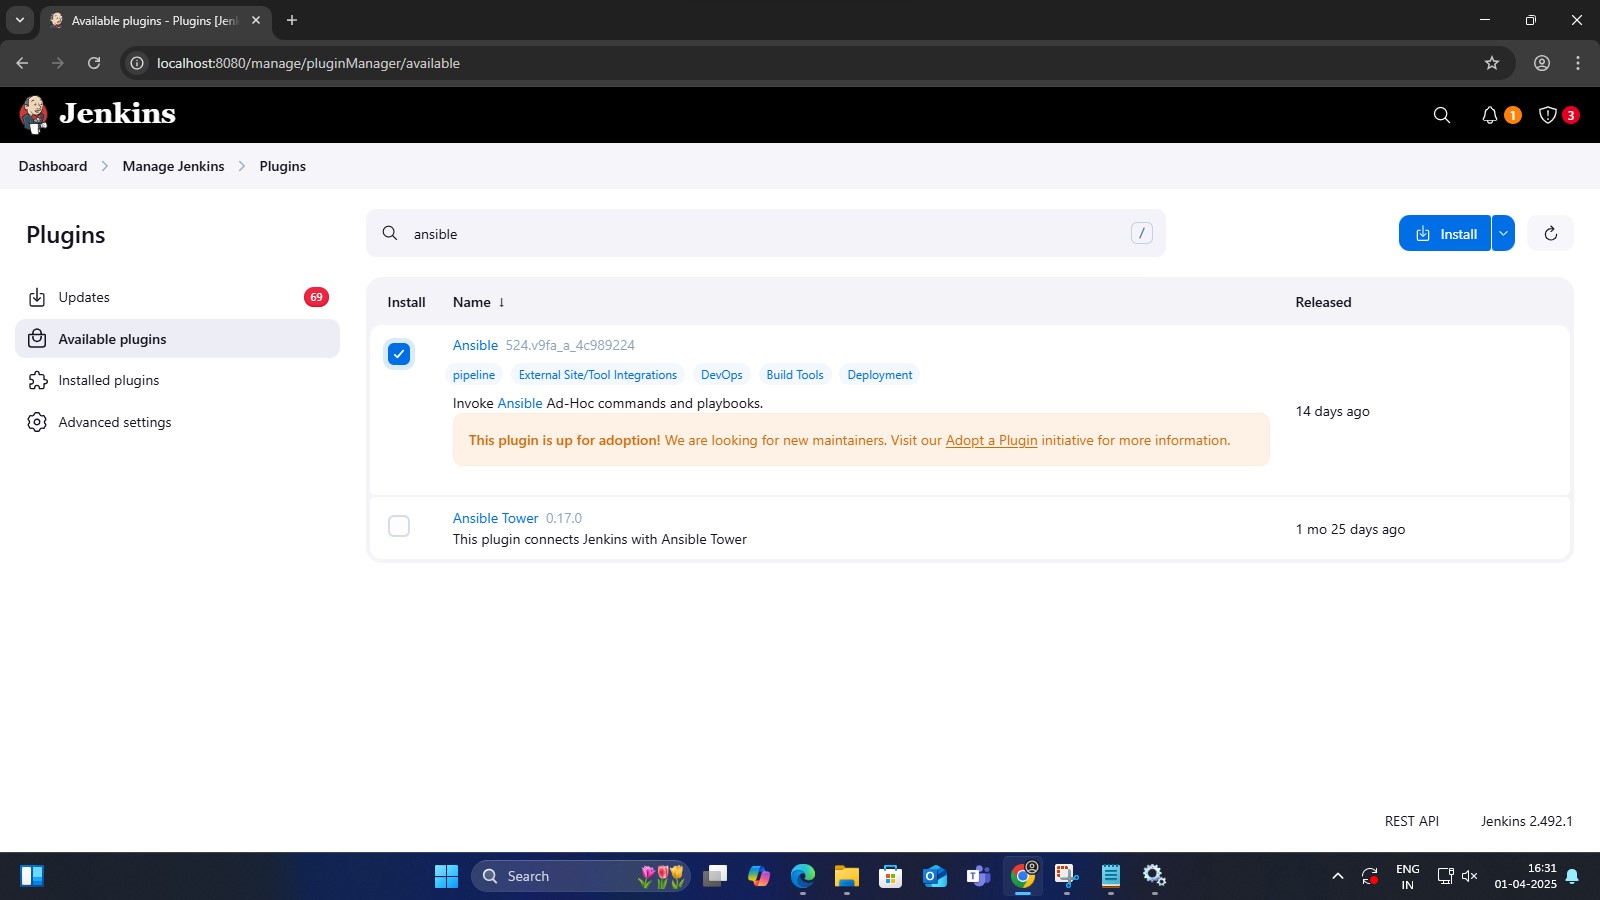 Available plugins - Plugins [Jen
localhost:8080/manage/pluginManager/available
Jenkins
1
3
Dashboard
Manage Jenkins
Plugins
Plugins
ansible
/
Install
Updates
69
Available plugins
Installed plugins
Advanced settings
Install
Name ↓
Released
Ansible 524.v9fa_a_4c989224
pipeline
External Site/Tool Integrations
DevOps
Build Tools
Deployment
Invoke Ansible Ad-Hoc commands and playbooks.
This plugin is up for adoption! We are looking for new maintainers. Visit our Adopt a Plugin initiative for more information.
14 days ago
Ansible Tower 0.17.0
This plugin connects Jenkins with Ansible Tower
1 mo 25 days ago
REST API
Jenkins 2.492.1
Search
ENG
IN
16:31
01-04-2025